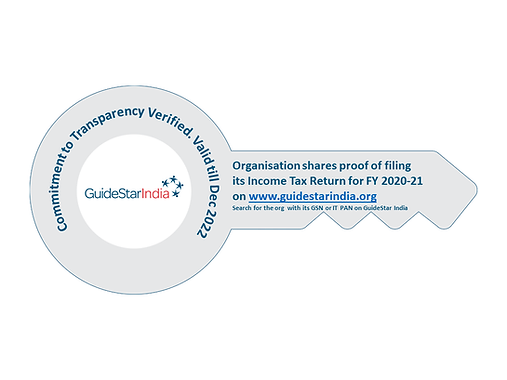 Commitment to Transparency Verified. Valid till Dec 2022
GuideStarIndia
Organisation shares proof of filing
its Income Tax Return for FY 2020-21
on www.guidestarindia.org
Search for the org with its GSN or IT PAN on GuideStar India